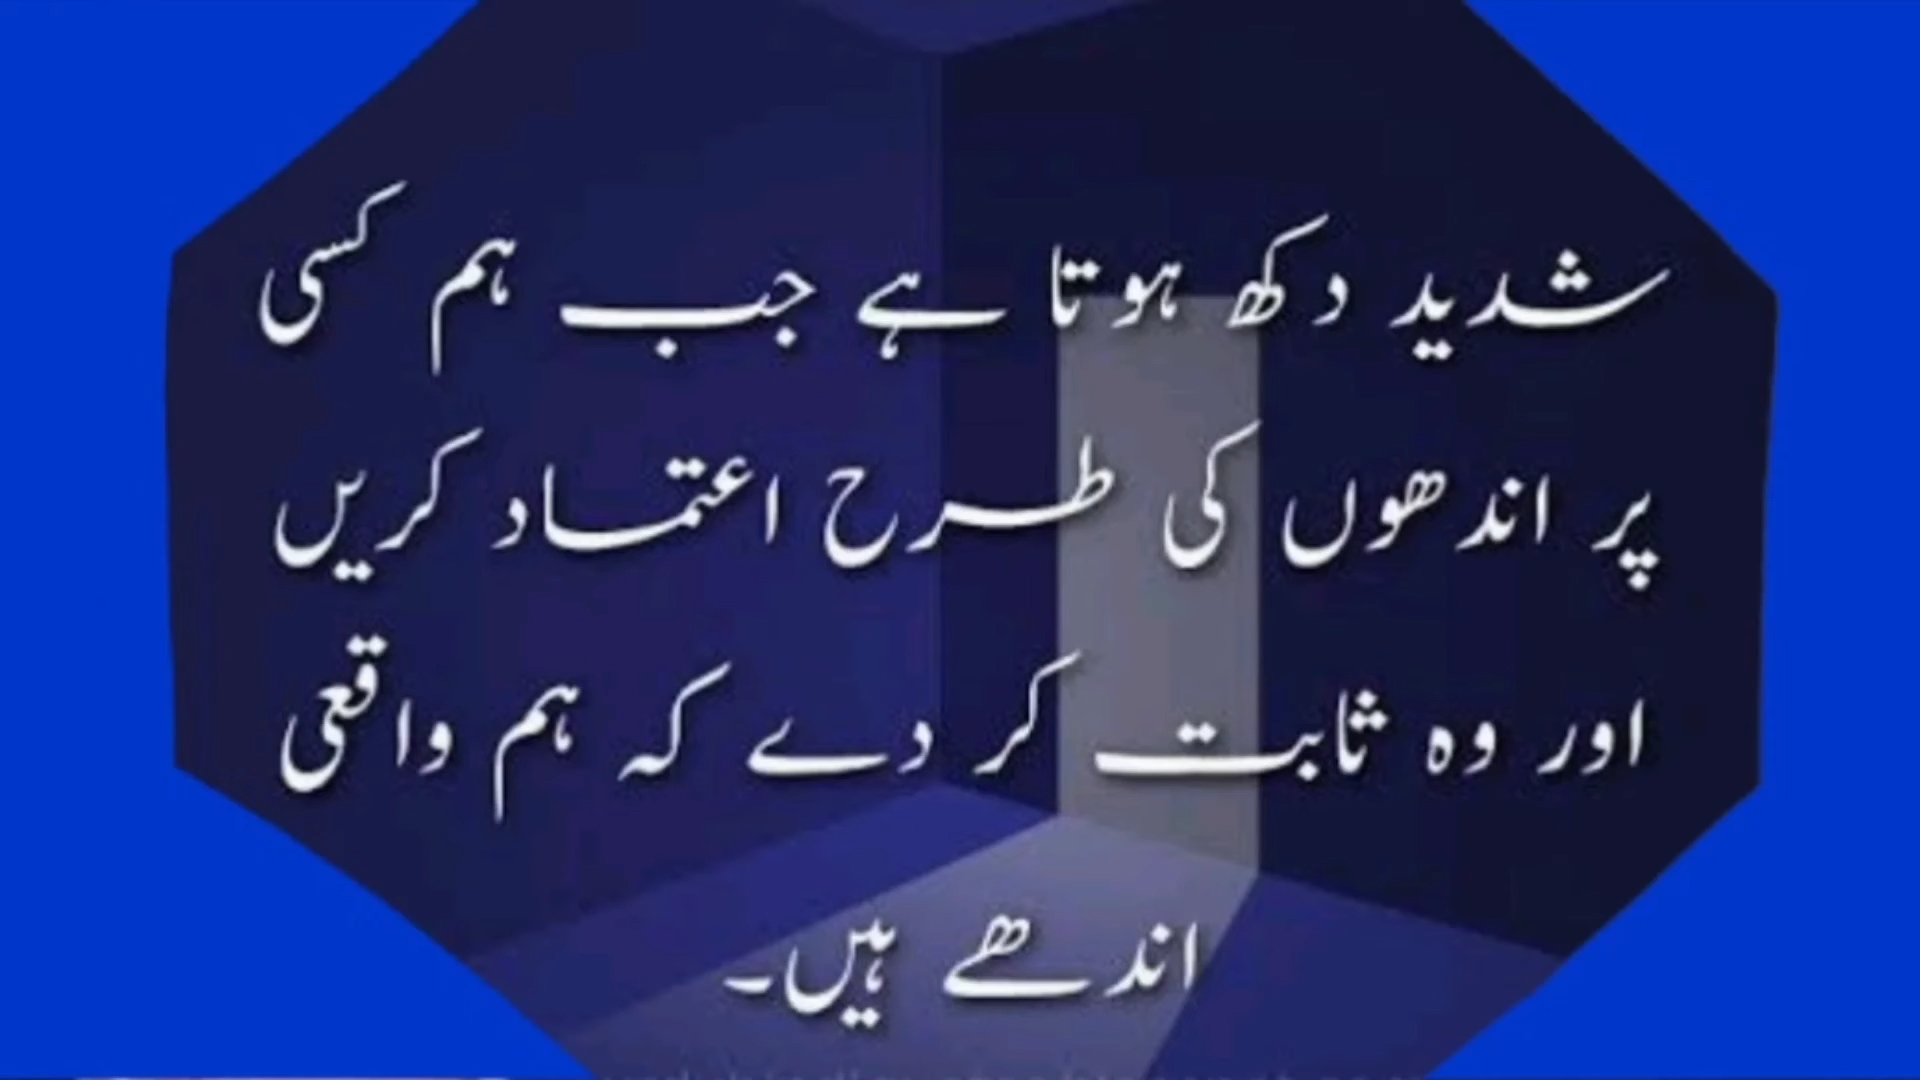 شدید دکھ ہوتا ہے جب ہم کسی
پر اندھوں کی طرح اعتماد کریں
اور وہ ثابت کر دے کہ ہم واقعی
اندھے ہیں۔